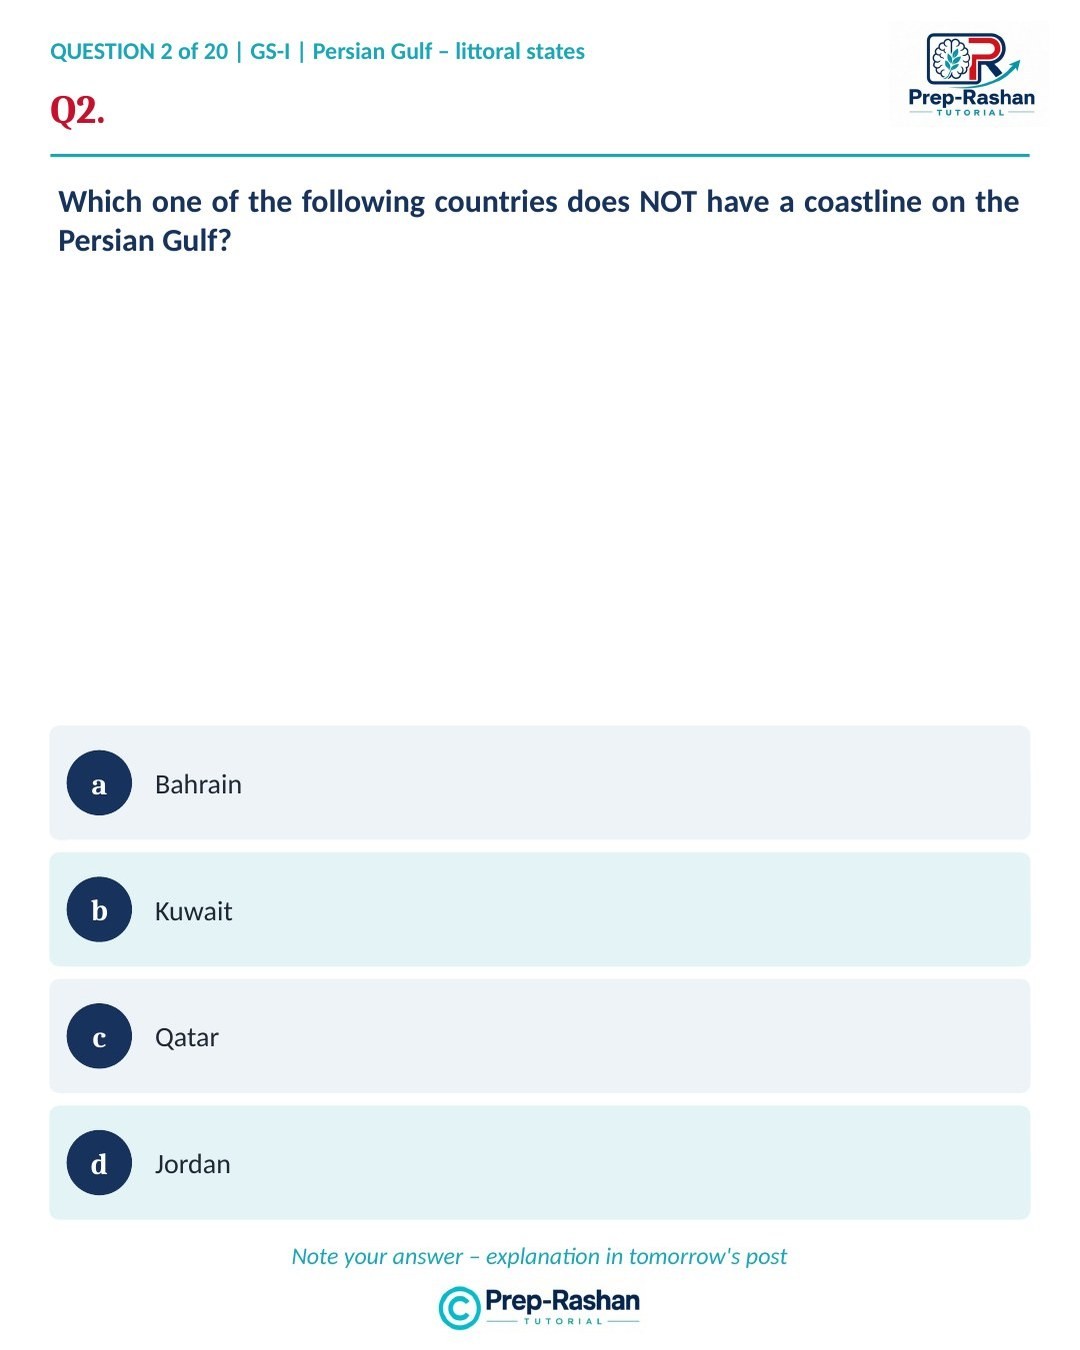 QUESTION 2 of 20 | GS-I | Persian Gulf – littoral states
Prep-Rashan
TUTORIAL
Q2.
Which one of the following countries does NOT have a coastline on the
Persian Gulf?
a Bahrain
b Kuwait
c Qatar
d Jordan
Note your answer – explanation in tomorrow's post
© Prep-Rashan
TUTORIAL